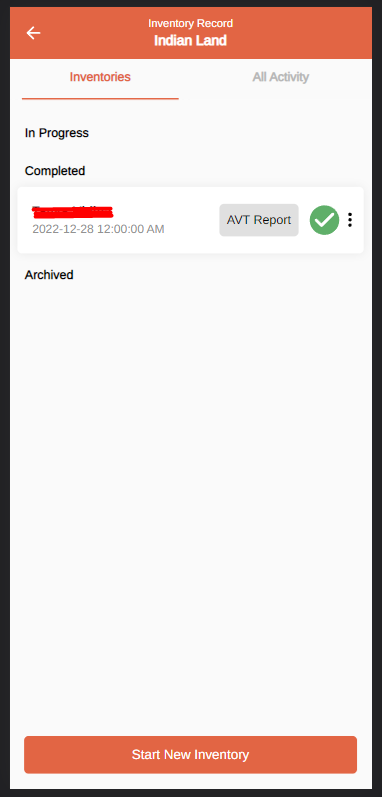 Inventory Record
Indian Land
Inventories
All Activity
In Progress
Completed
2022-12-28 12:00:00 AM
AVT Report
Archived
Start New Inventory